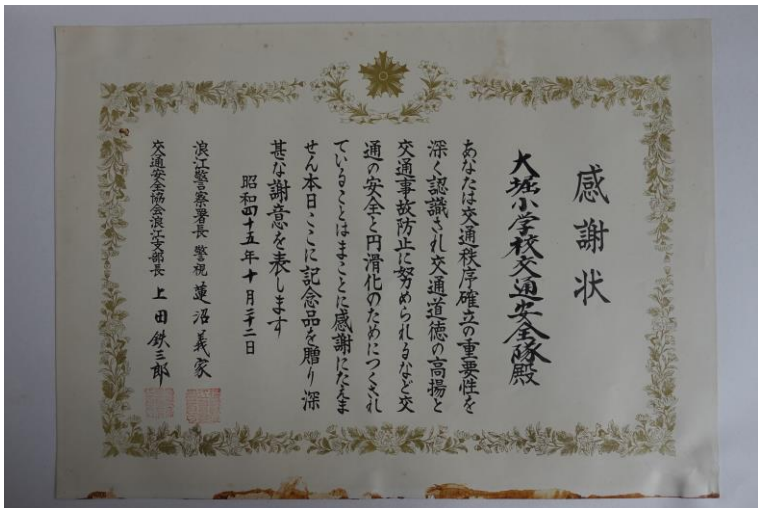 感謝状
大堀小学校交通安全隊殿
あなたは交通秩序確立の重要性を
深く認識され交通道徳の高揚と
交通事故防止に努められるなど交
通の安全と円滑化のためにつくされ
ていることはまことに感謝にたえま
せん本日ここに記念品を贈り深
甚な謝意を表します
昭和四十五年十月二十二日
浪江警察署長 警視 蓮沼義家
交通安全協会浪江支部長 上田鉄三郎